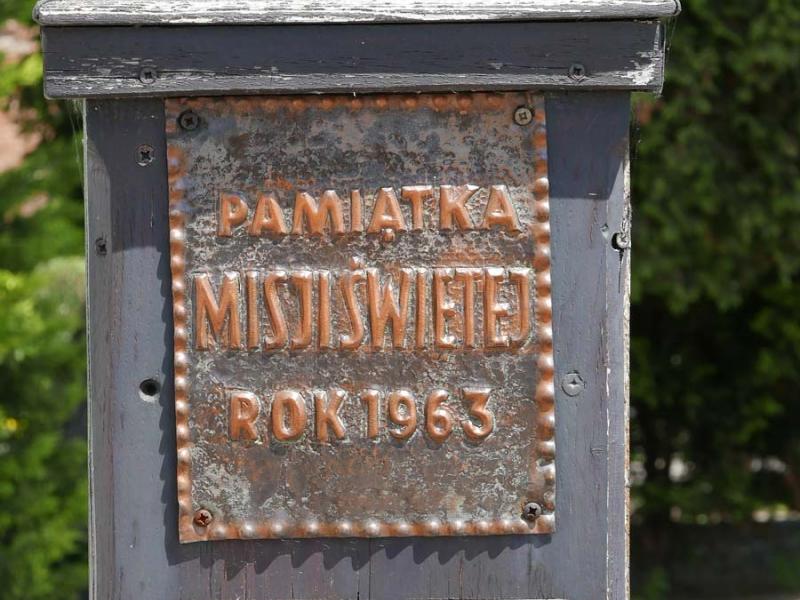 PAMIĄTKA
MISJI ŚWIETEJ
ROK 1963